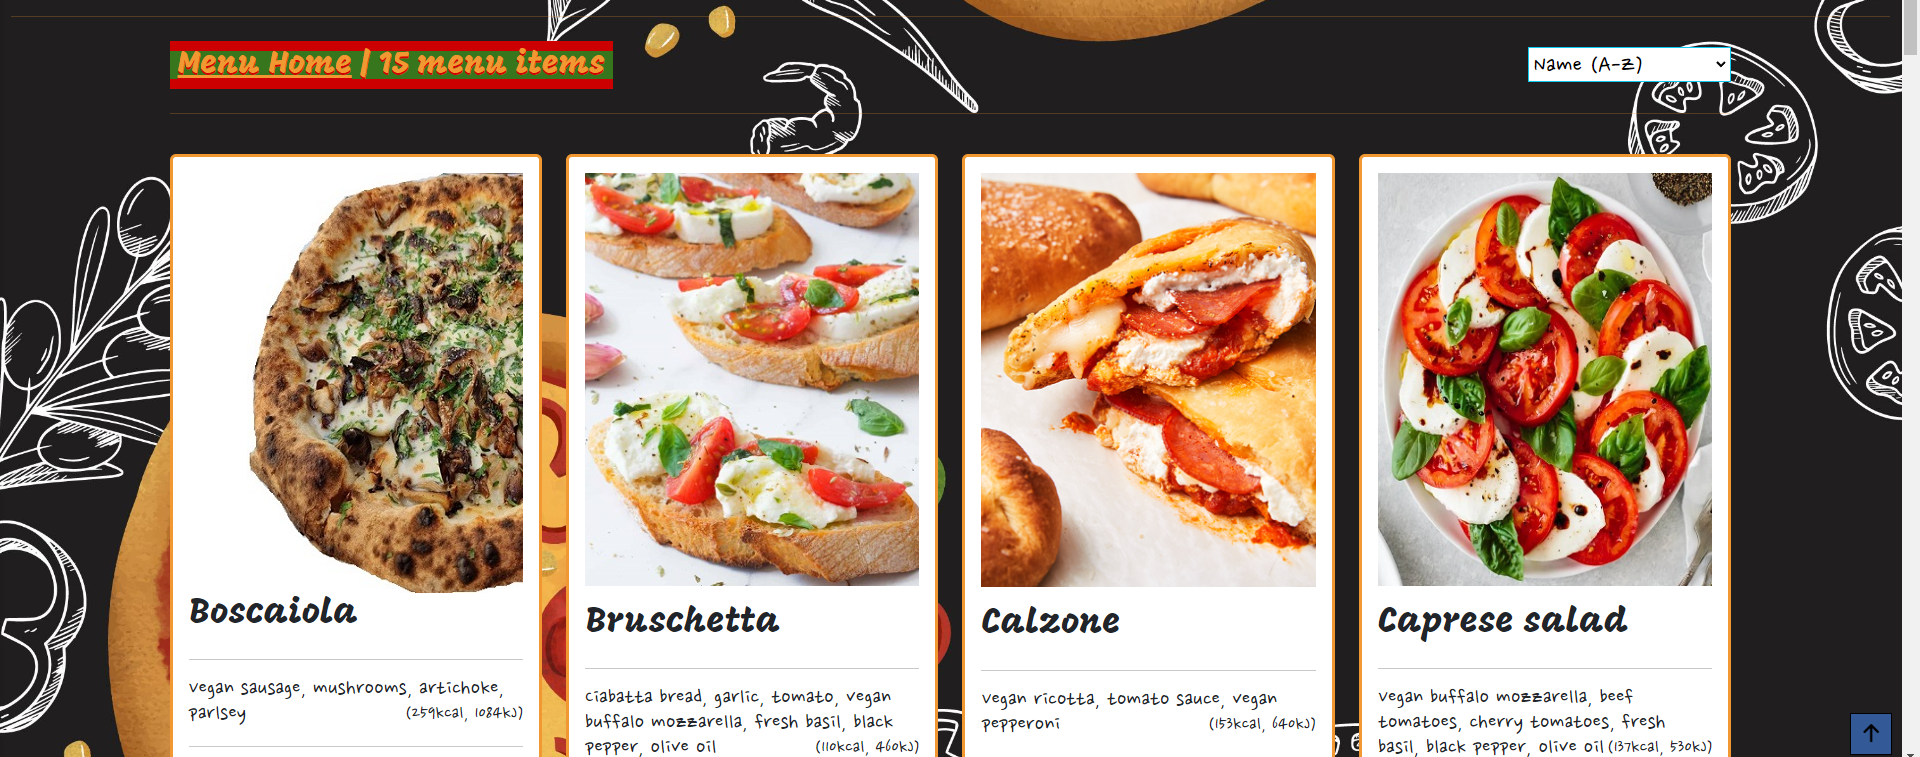 Menu Home | 15 menu items
Name (A-Z)
Boscaiola
vegan sausage, mushrooms, artichoke,
parlsey (259kcal, 1084kJ)
Bruschetta
ciabatta bread, garlic, tomato, vegan
buffalo mozzarella, fresh basil, black
pepper, olive oil (110kcal, 460kJ)
Calzone
vegan ricotta, tomato sauce, vegan
pepperoni (153kcal, 640kJ)
Caprese salad
vegan buffalo mozzarella, beef
tomatoes, cherry tomatoes, fresh
basil, black pepper, olive oil (137kcal, 530kJ)